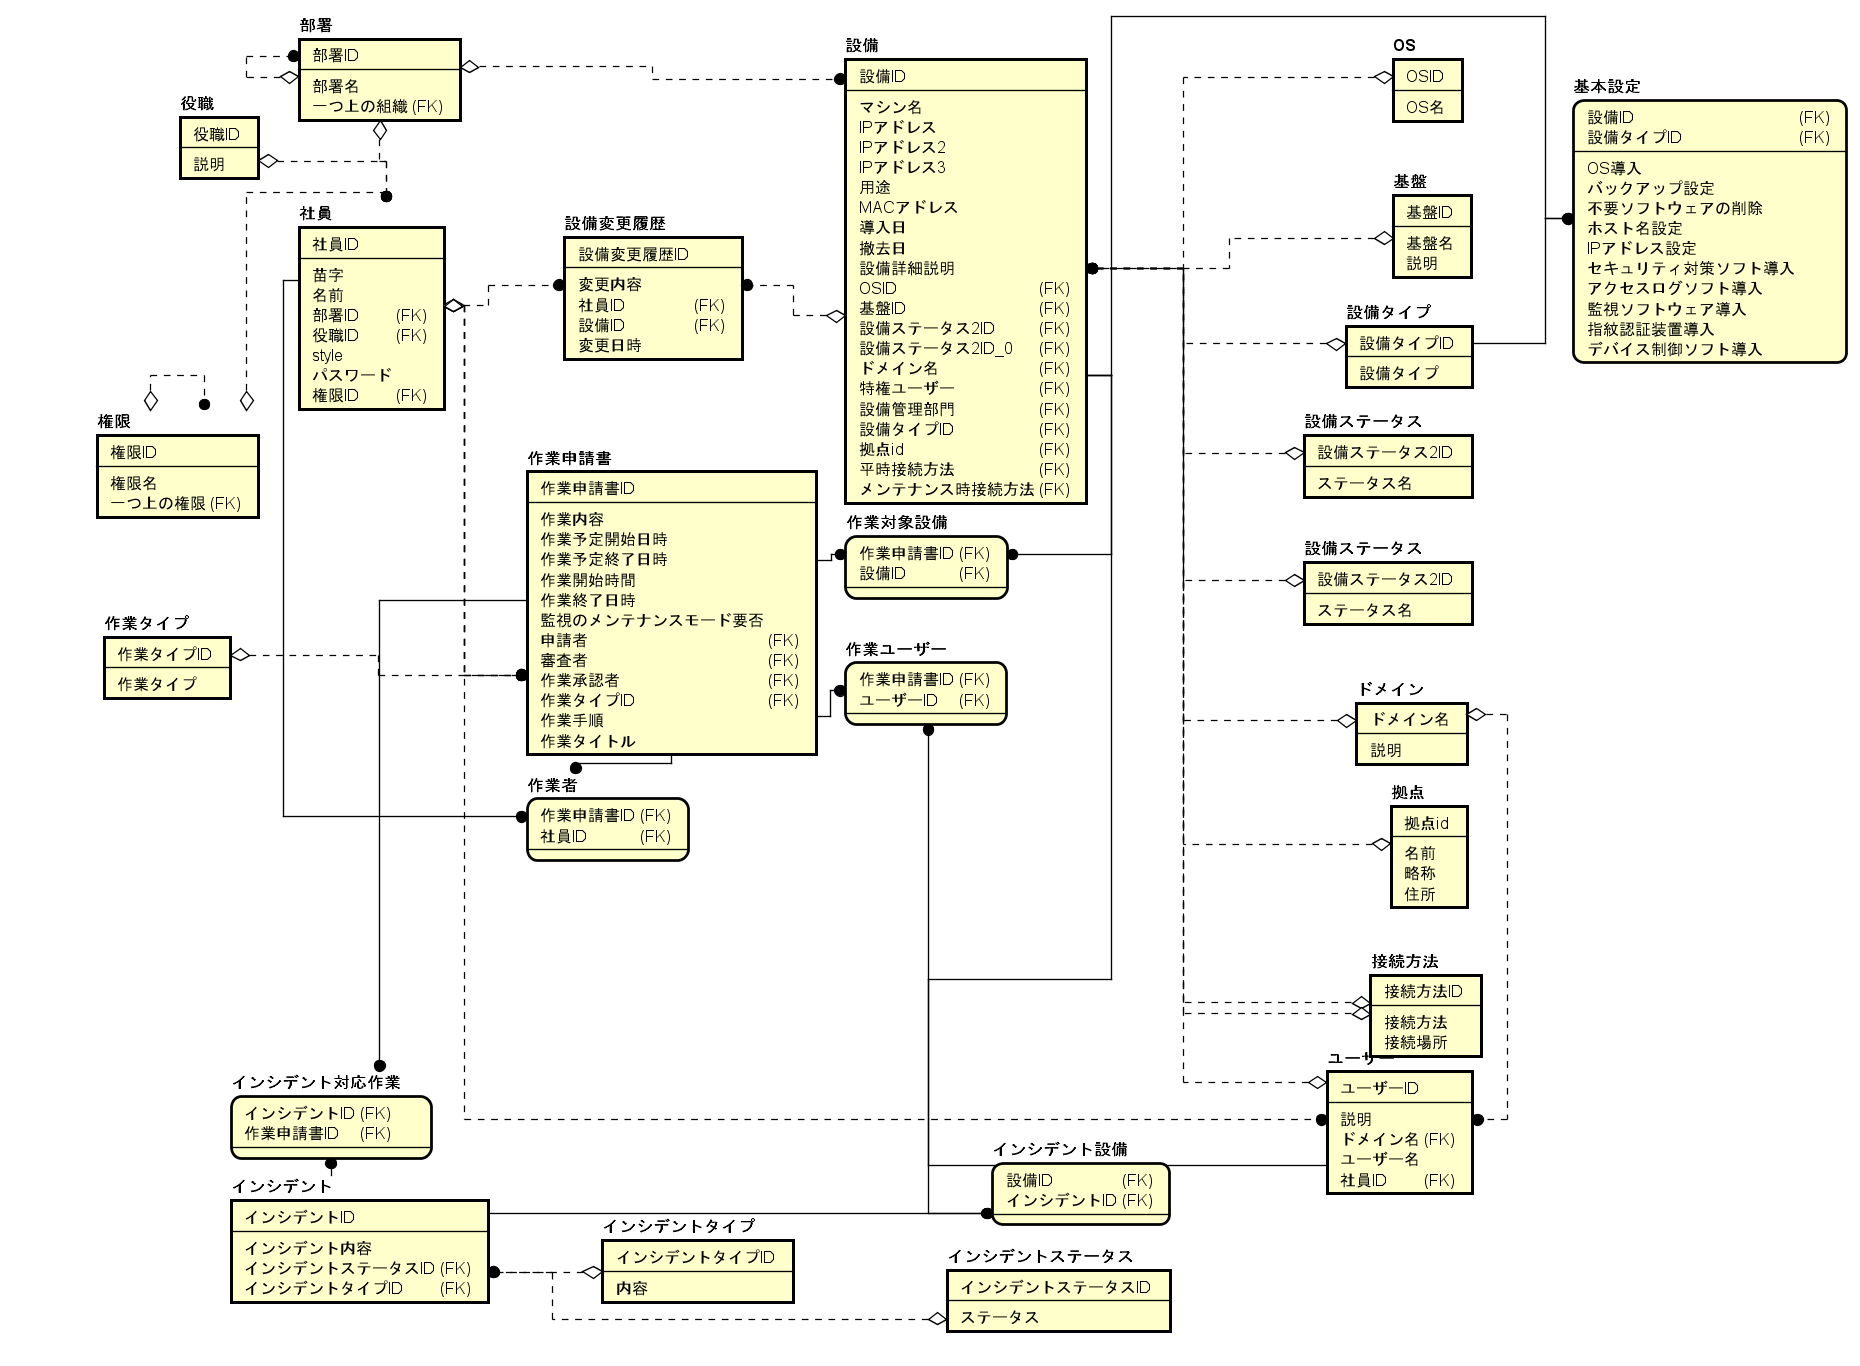 部署
部署ID
部署名
一つ上の組織 (FK)
役職
役職ID
説明
社員
社員ID
苗字
名前
部署ID (FK)
役職ID (FK)
style
パスワード
権限ID (FK)
権限
権限ID
権限名
一つ上の権限 (FK)
設備変更履歴
設備変更履歴ID
変更内容
社員ID (FK)
設備ID (FK)
変更日時
設備
設備ID
マシン名
IPアドレス
IPアドレス2
IPアドレス3
用途
MACアドレス
導入日
撤去日
設備詳細説明
OSID (FK)
基盤ID (FK)
設備ステータス2ID (FK)
設備ステータス2ID_0 (FK)
ドメイン名 (FK)
特権ユーザー (FK)
設備管理部門 (FK)
設備タイプID (FK)
拠点id (FK)
平時接続方法 (FK)
メンテナンス時接続方法 (FK)
OS
OSID
OS名
基盤
基盤ID
基盤名
説明
基本設定
設備ID (FK)
設備タイプID (FK)
OS導入
バックアップ設定
不要ソフトウェアの削除
ホスト名設定
IPアドレス設定
セキュリティ対策ソフト導入
アクセスログソフト導入
監視ソフトウェア導入
指紋認証装置導入
デバイス制御ソフト導入
設備タイプ
設備タイプID
設備タイプ
設備ステータス
設備ステータス2ID
ステータス名
設備ステータス
設備ステータス2ID
ステータス名
作業申請書
作業申請書ID
作業内容
作業予定開始日時
作業予定終了日時
作業開始時間
作業終了日時
監視のメンテナンスモード要否
申請者 (FK)
審査者 (FK)
作業承認者 (FK)
作業タイプID (FK)
作業手順
作業タイトル
作業対象設備
作業申請書ID (FK)
設備ID (FK)
作業ユーザー
作業申請書ID (FK)
ユーザーID (FK)
作業タイプ
作業タイプID
作業タイプ
作業者
作業申請書ID (FK)
社員ID (FK)
ドメイン
ドメイン名
説明
拠点
拠点id
名前
略称
住所
接続方法
接続方法ID
接続方法
接続場所
ユーザー
ユーザーID
説明
ドメイン名 (FK)
ユーザー名
社員ID (FK)
インシデント対応作業
インシデントID (FK)
作業申請書ID (FK)
インシデント
インシデントID
インシデント内容
インシデントステータスID (FK)
インシデントタイプID (FK)
インシデント設備
設備ID (FK)
インシデントID (FK)
インシデントタイプ
インシデントタイプID
内容
インシデントステータス
インシデントステータスID
ステータス